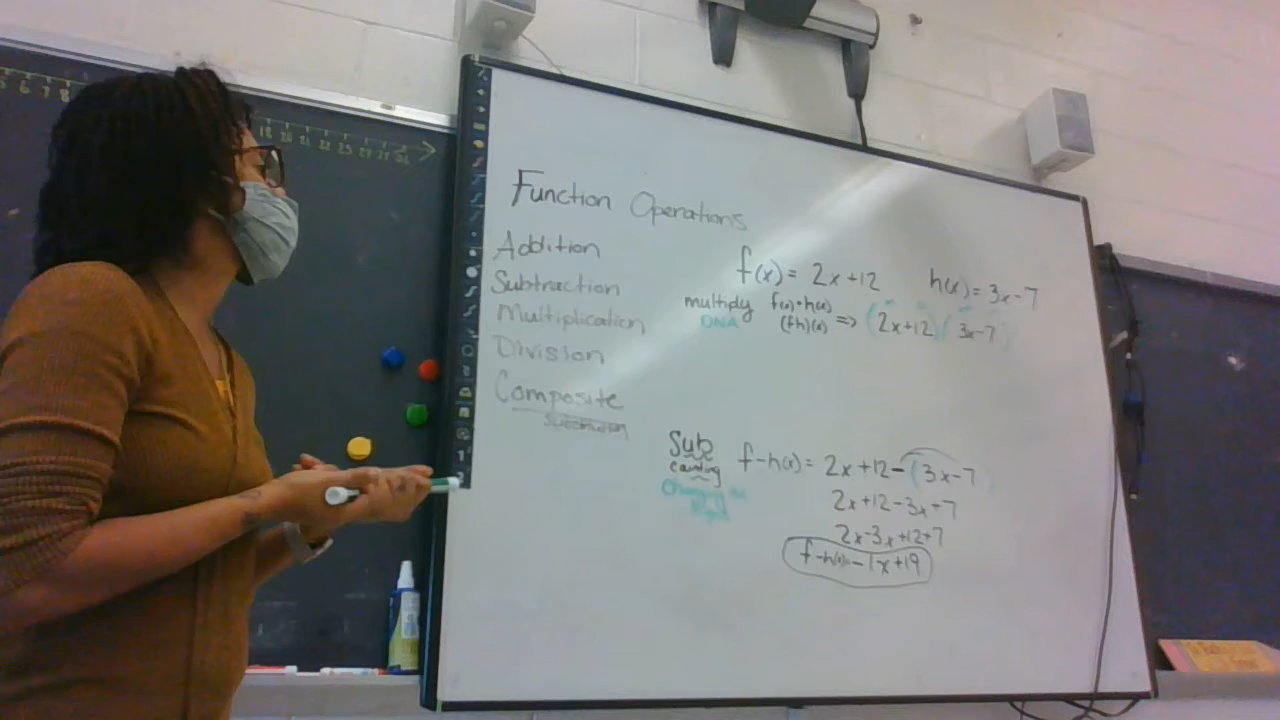 Function Operations
Addition
Subtraction
Multiplication
Division
Composite
f(x) = 2x+12 h(x) = 3x-7
multiply f(x)•h(x)
DNA (fh)(x) => (2x+12)(3x-7)
Sub f-h(x) = 2x+12-(3x-7)
2x+12-3x+7
2x-3x+12+7
f-h(x)=-1x+19